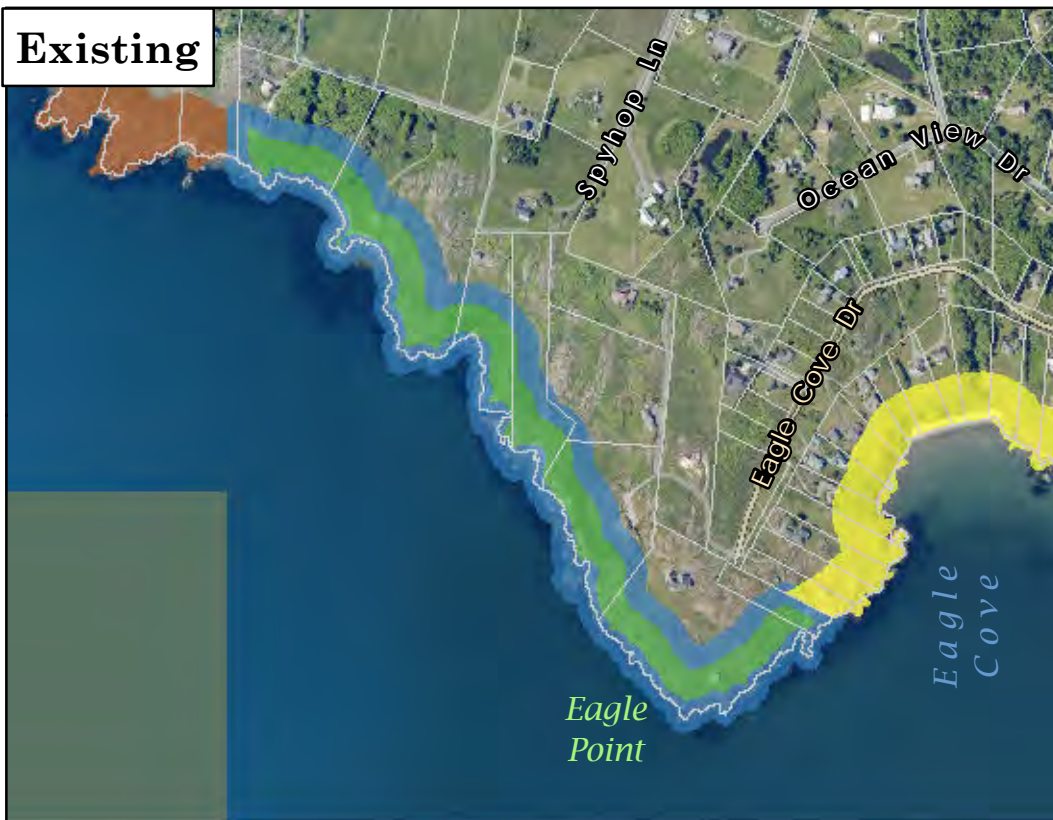 Existing
Spyhop Ln
Ocean View Dr
Eagle Cove Dr
Eagle
Cove
Eagle
Point